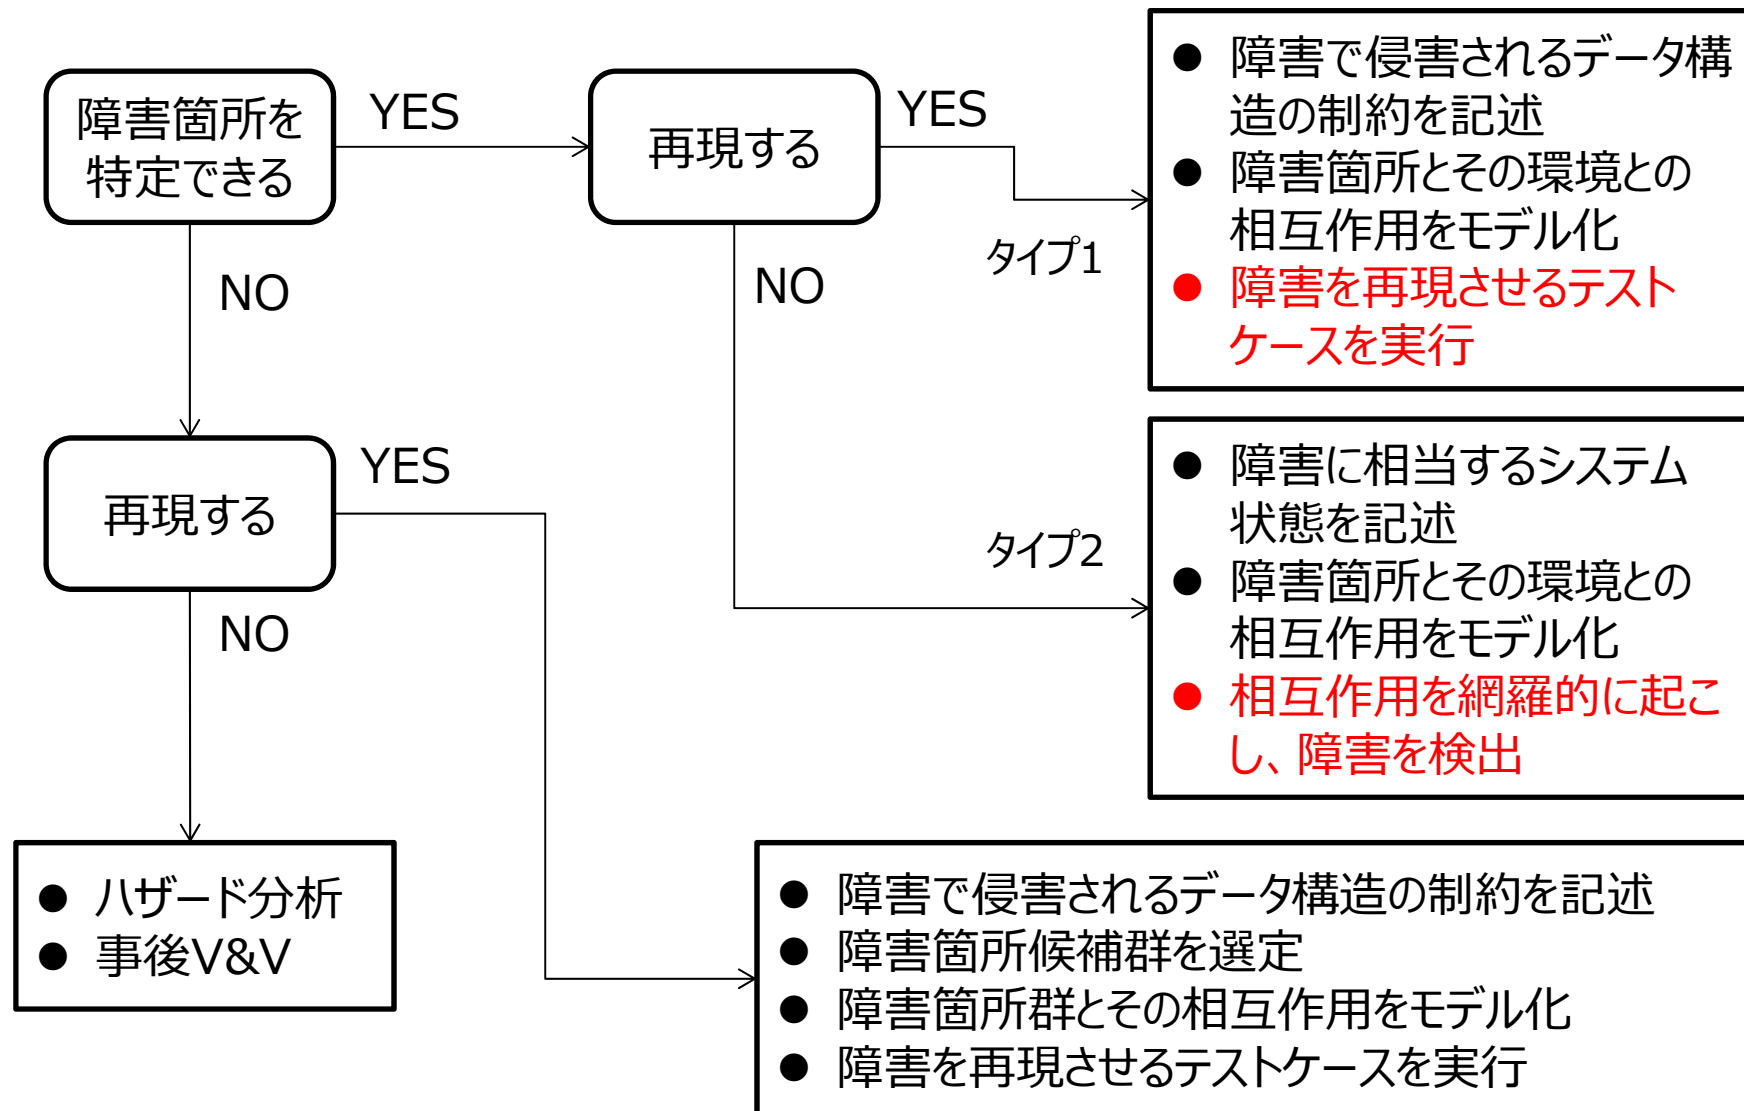 障害箇所を
特定できる
YES
再現する
YES
● 障害で侵害されるデータ構
造の制約を記述
● 障害箇所とその環境との
相互作用をモデル化
● 障害を再現させるテスト
ケースを実行
タイプ1
NO
NO
● 障害に相当するシステム
状態を記述
● 障害箇所とその環境との
相互作用をモデル化
● 相互作用を網羅的に起こ
し、障害を検出
タイプ2
再現する
YES
NO
● ハザード分析
● 事後V&V
● 障害で侵害されるデータ構造の制約を記述
● 障害箇所候補群を選定
● 障害箇所群とその相互作用をモデル化
● 障害を再現させるテストケースを実行